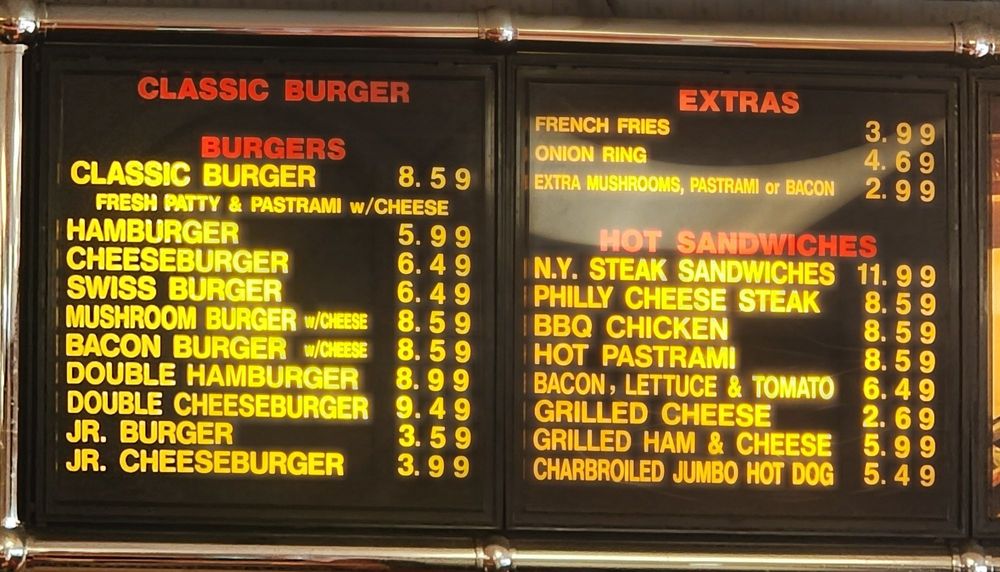 CLASSIC BURGER
BURGERS
CLASSIC BURGER 8.59
FRESH PATTY & PASTRAMI w/CHEESE
HAMBURGER 5.99
CHEESEBURGER 6.49
SWISS BURGER 6.49
MUSHROOM BURGER w/CHEESE 8.59
BACON BURGER w/CHEESE 8.59
DOUBLE HAMBURGER 8.99
DOUBLE CHEESEBURGER 9.49
JR. BURGER 3.59
JR. CHEESEBURGER 3.99
EXTRAS
FRENCH FRIES 3.99
ONION RING 4.69
EXTRA MUSHROOMS, PASTRAMI or BACON 2.99
HOT SANDWICHES
N.Y. STEAK SANDWICHES 11.99
PHILLY CHEESE STEAK 8.59
BBQ CHICKEN 8.59
HOT PASTRAMI 8.59
BACON, LETTUCE & TOMATO 6.49
GRILLED CHEESE 2.69
GRILLED HAM & CHEESE 5.99
CHARBROILED JUMBO HOT DOG 5.49